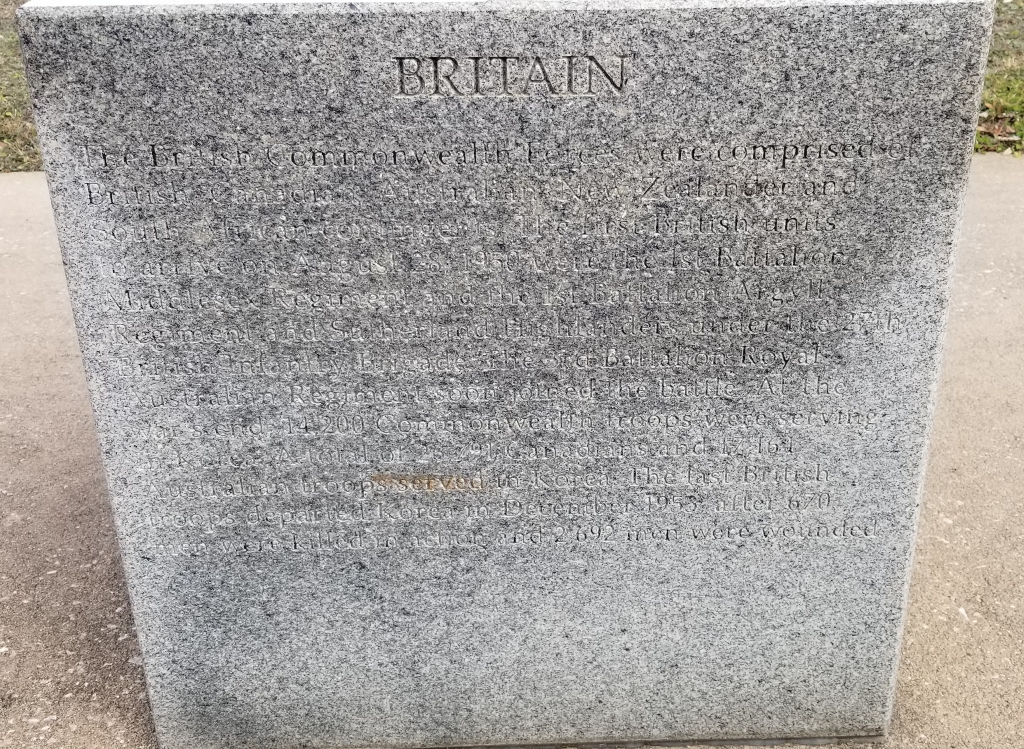 BRITAIN
The British Commonwealth Forces were comprised of
British, Canadian, Australian, New Zealander and
South African contingents. The first British units
to arrive on August 28, 1950 were the 1st Battalion
Middlesex Regiment and the 1st Battalion Argyll
Regiment and Sutherland Highlanders under the 27th
British Infantry Brigade. The 3rd Battalion Royal
Australian Regiment soon joined the battle. At the
war's end, 14,200 Commonwealth troops were serving
in Korea. A total of 26,791 Canadians and 17,164
Australian troops served in Korea. The last British
troops departed Korea in December 1953, after 670
men were killed in action and 2,692 men were wounded